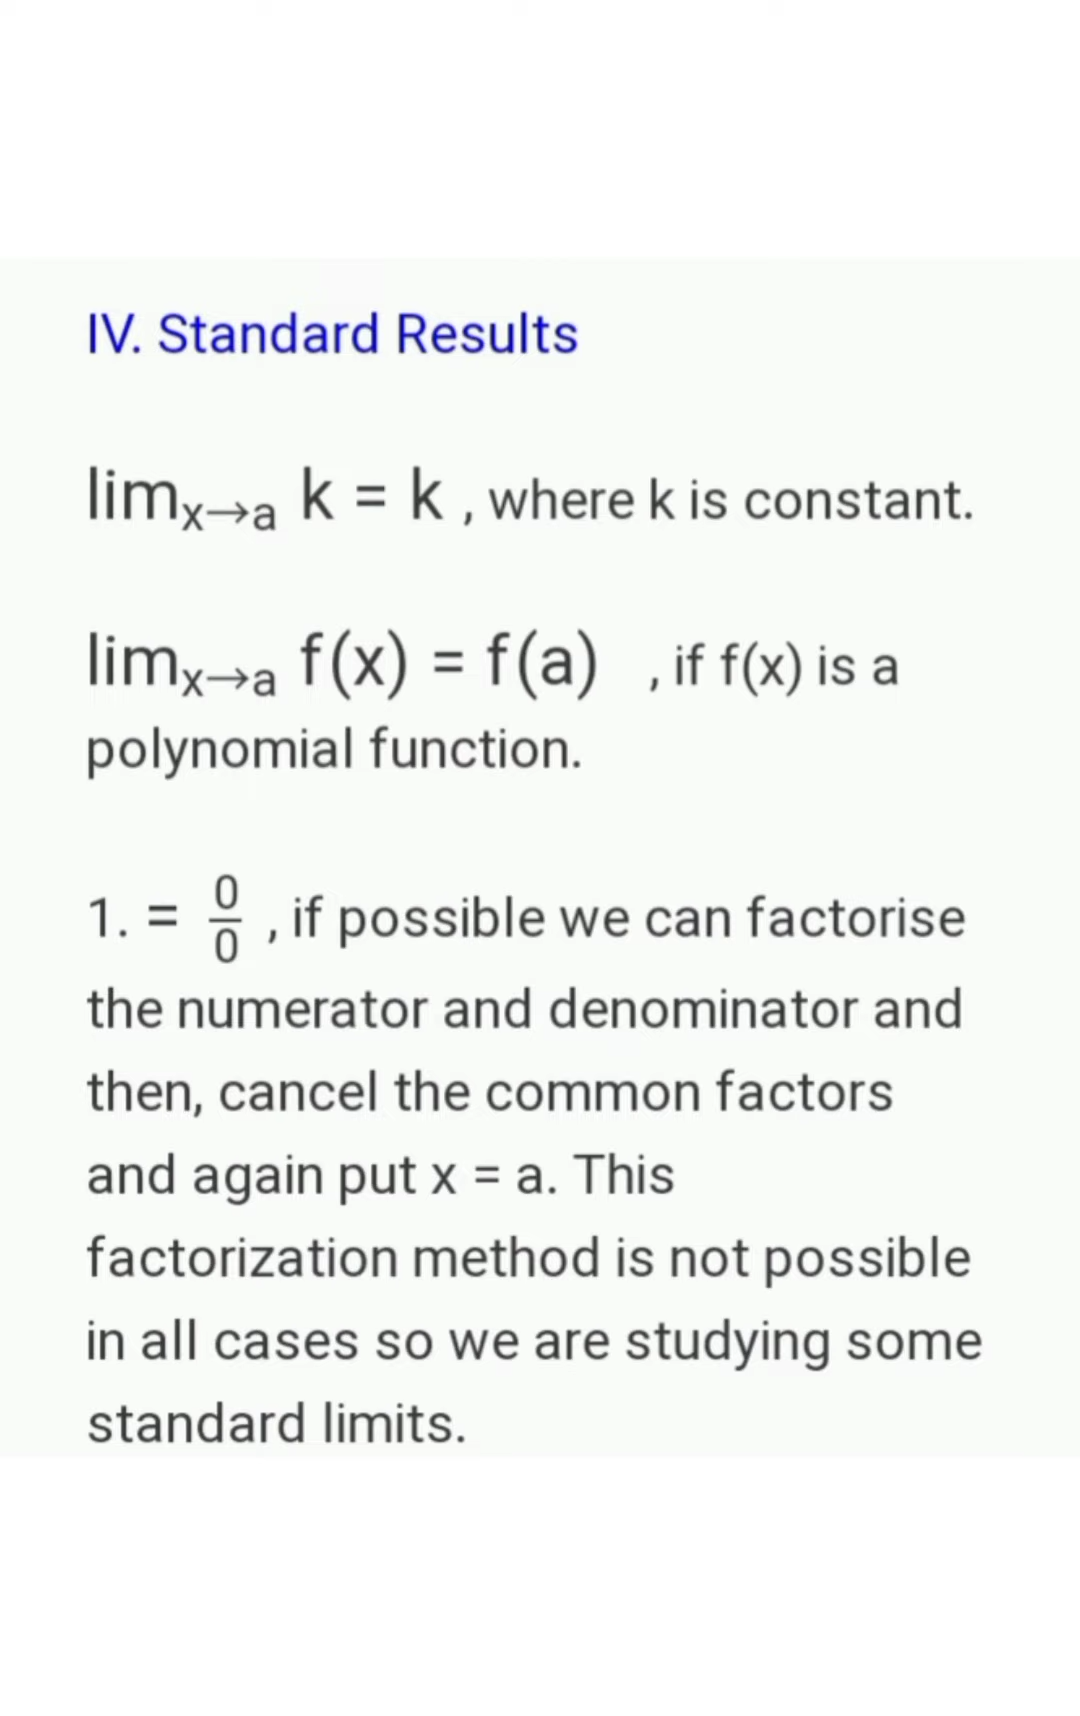 IV. Standard Results
lim x→a k = k , where k is constant.
lim x→a f(x) = f(a) , if f(x) is a
polynomial function.
1. = 0/0 , if possible we can factorise
the numerator and denominator and
then, cancel the common factors
and again put x = a. This
factorization method is not possible
in all cases so we are studying some
standard limits.